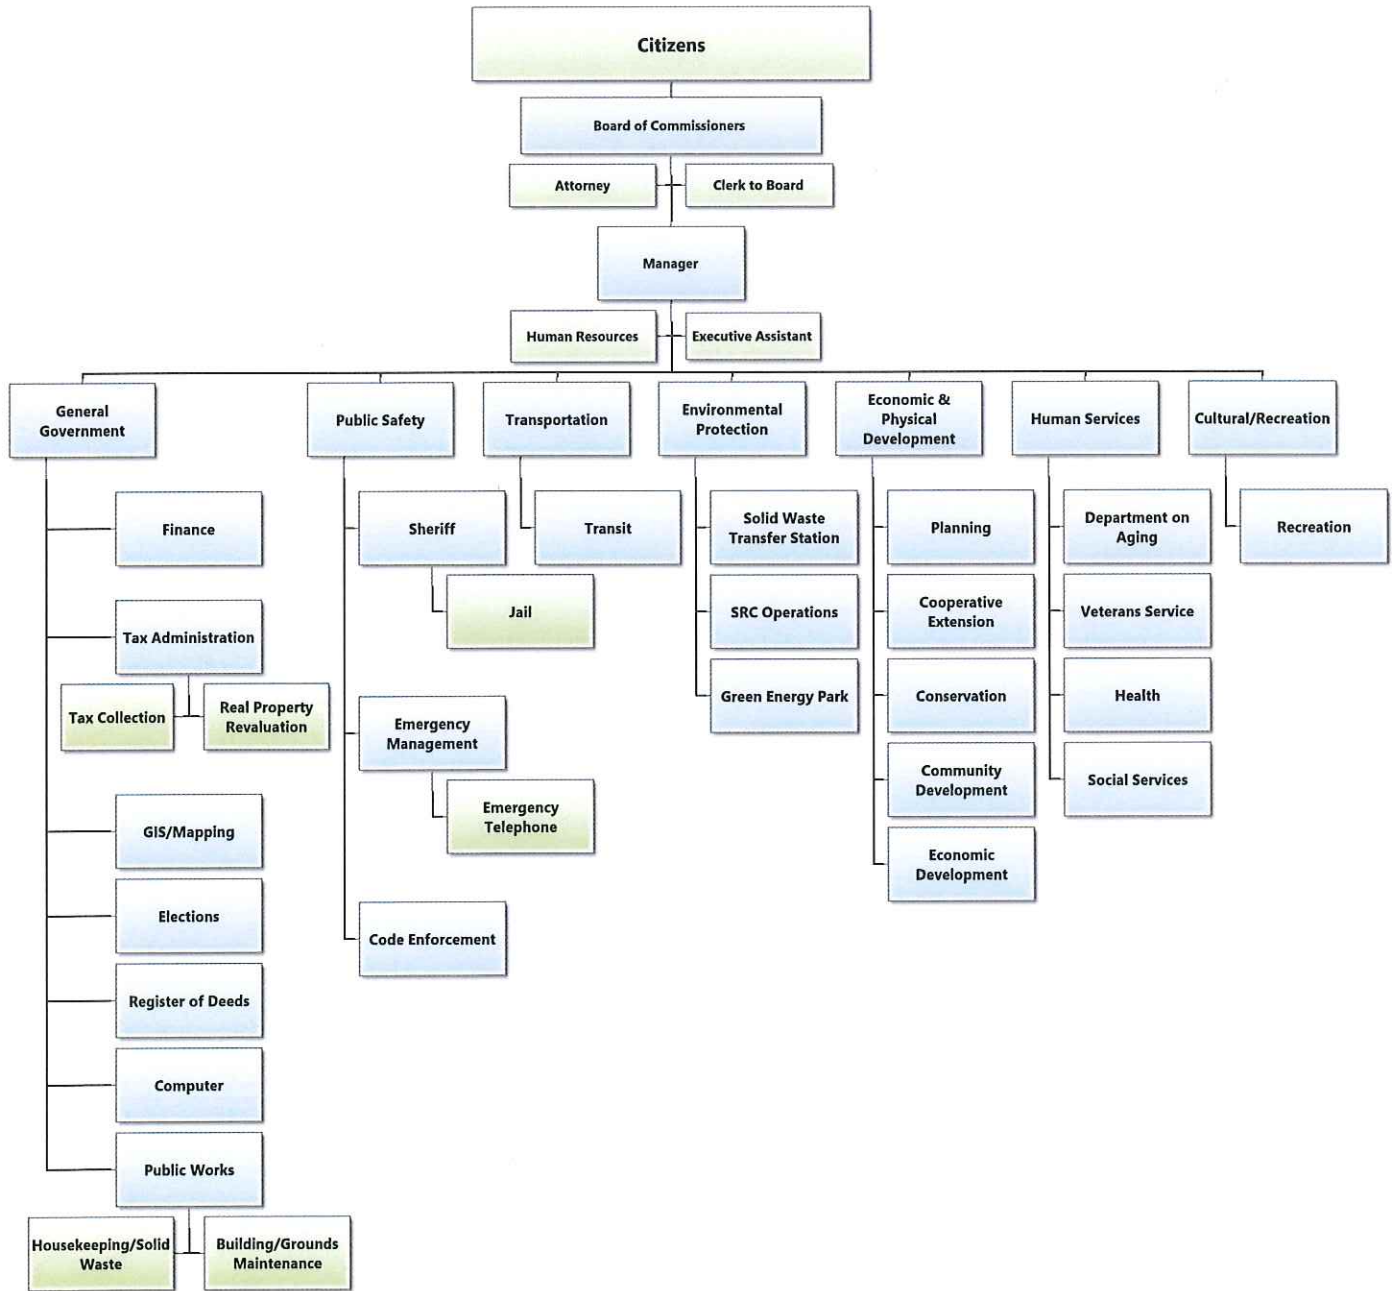 Citizens
Board of Commissioners
Attorney
Clerk to Board
Manager
Human Resources
Executive Assistant
General
Government
Public Safety
Transportation
Environmental
Protection
Economic &
Physical
Development
Human Services
Cultural/Recreation
Finance
Tax Administration
Tax Collection
Real Property
Revaluation
GIS/Mapping
Elections
Register of Deeds
Computer
Public Works
Housekeeping/Solid
Waste
Building/Grounds
Maintenance
Sheriff
Jail
Emergency
Management
Emergency
Telephone
Code Enforcement
Transit
Solid Waste
Transfer Station
SRC Operations
Green Energy Park
Planning
Cooperative
Extension
Conservation
Community
Development
Economic
Development
Department on
Aging
Veterans Service
Health
Social Services
Recreation